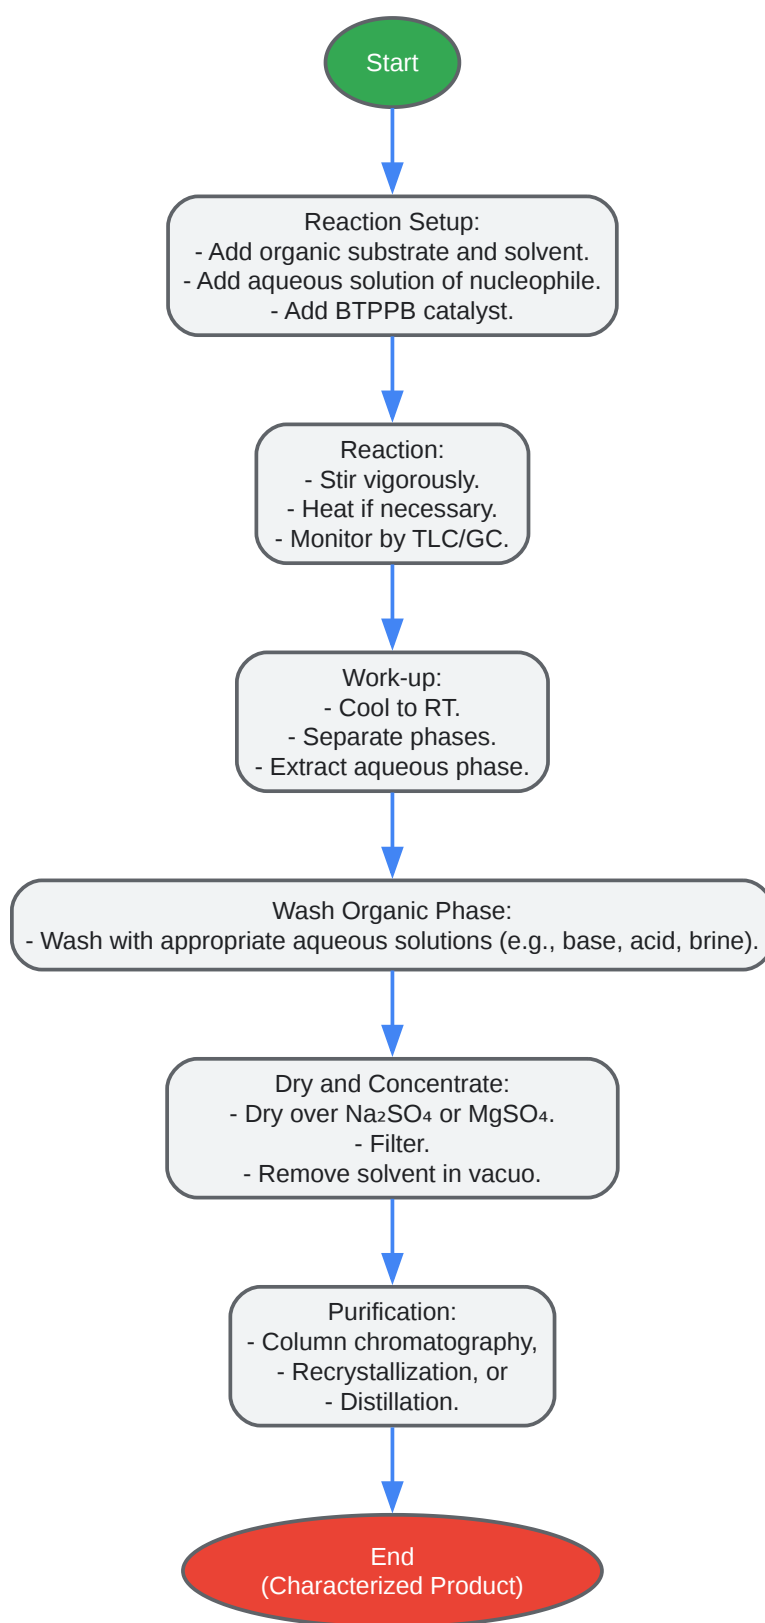 Start
Reaction Setup:
- Add organic substrate and solvent.
- Add aqueous solution of nucleophile.
- Add BTPPB catalyst.
Reaction:
- Stir vigorously.
- Heat if necessary.
- Monitor by TLC/GC.
Work-up:
- Cool to RT.
- Separate phases.
- Extract aqueous phase.
Wash Organic Phase:
- Wash with appropriate aqueous solutions (e.g., base, acid, brine).
Dry and Concentrate:
- Dry over Na₂SO₄ or MgSO₄.
- Filter.
- Remove solvent in vacuo.
Purification:
- Column chromatography,
- Recrystallization, or
- Distillation.
End
(Characterized Product)